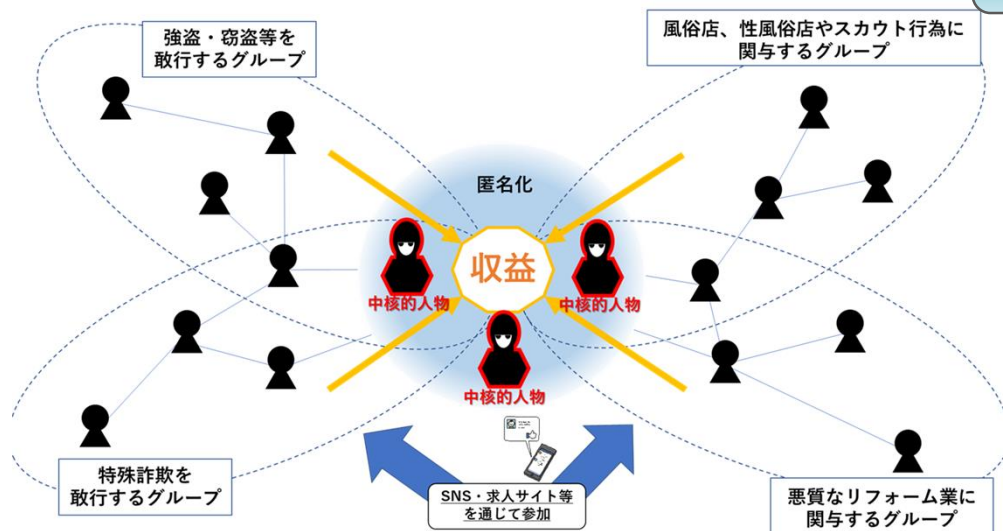 強盗・窃盗等を
敢行するグループ
風俗店、性風俗店やスカウト行為に
関与するグループ
匿名化
収益
中核的人物
中核的人物
中核的人物
特殊詐欺を
敢行するグループ
SNS・求人サイト等
を通じて参加
悪質なリフォーム業に
関与するグループ